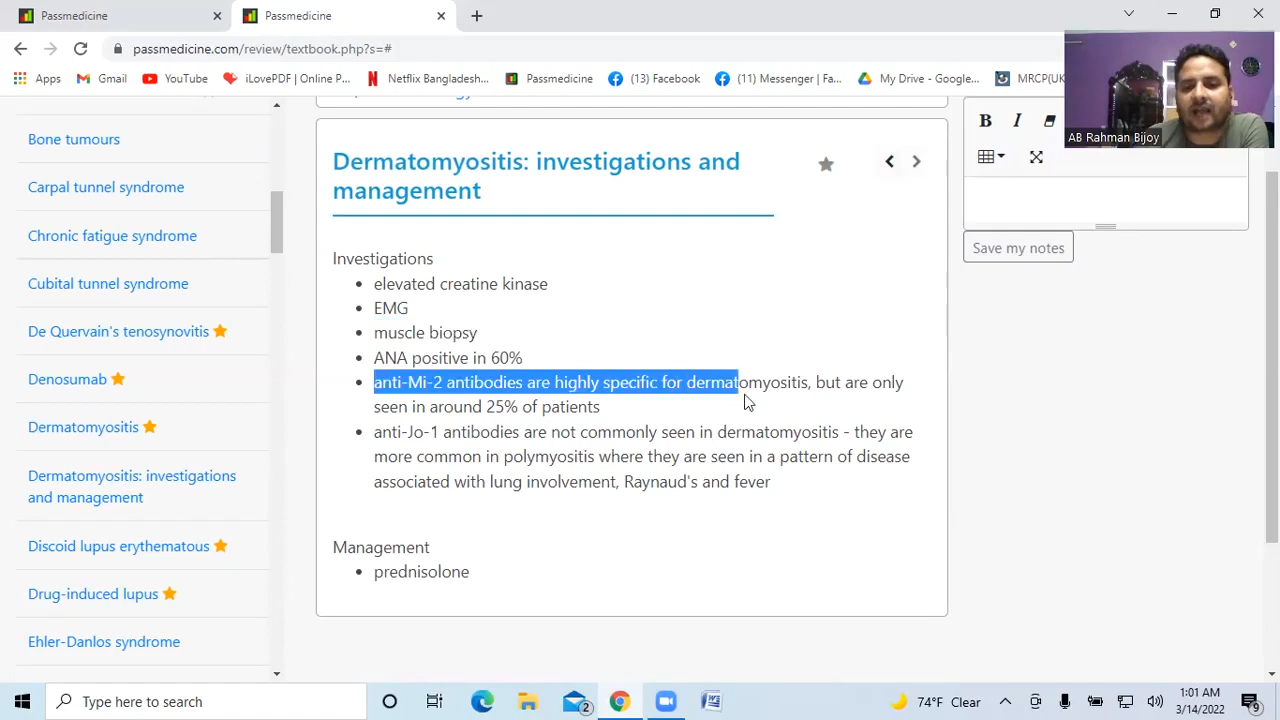 Passmedicine
Passmedicine
passmedicine.com/review/textbook.php?s=#
Apps
Gmail
YouTube
iLovePDF | Online P...
Netflix Bangladesh...
Passmedicine
(13) Facebook
(11) Messenger | Fa...
My Drive - Google...
MRCP(UK
AB Rahman Bijoy
Bone tumours
Carpal tunnel syndrome
Chronic fatigue syndrome
Cubital tunnel syndrome
De Quervain's tenosynovitis
Denosumab
Dermatomyositis
Dermatomyositis: investigations
and management
Discoid lupus erythematous
Drug-induced lupus
Ehler-Danlos syndrome
Dermatomyositis: investigations and
management
Investigations
• elevated creatine kinase
• EMG
• muscle biopsy
• ANA positive in 60%
• anti-Mi-2 antibodies are highly specific for dermatomyositis, but are only
seen in around 25% of patients
• anti-Jo-1 antibodies are not commonly seen in dermatomyositis - they are
more common in polymyositis where they are seen in a pattern of disease
associated with lung involvement, Raynaud's and fever
Management
• prednisolone
B I
Save my notes
Type here to search
2
74°F Clear
1:01 AM
3/14/2022
9